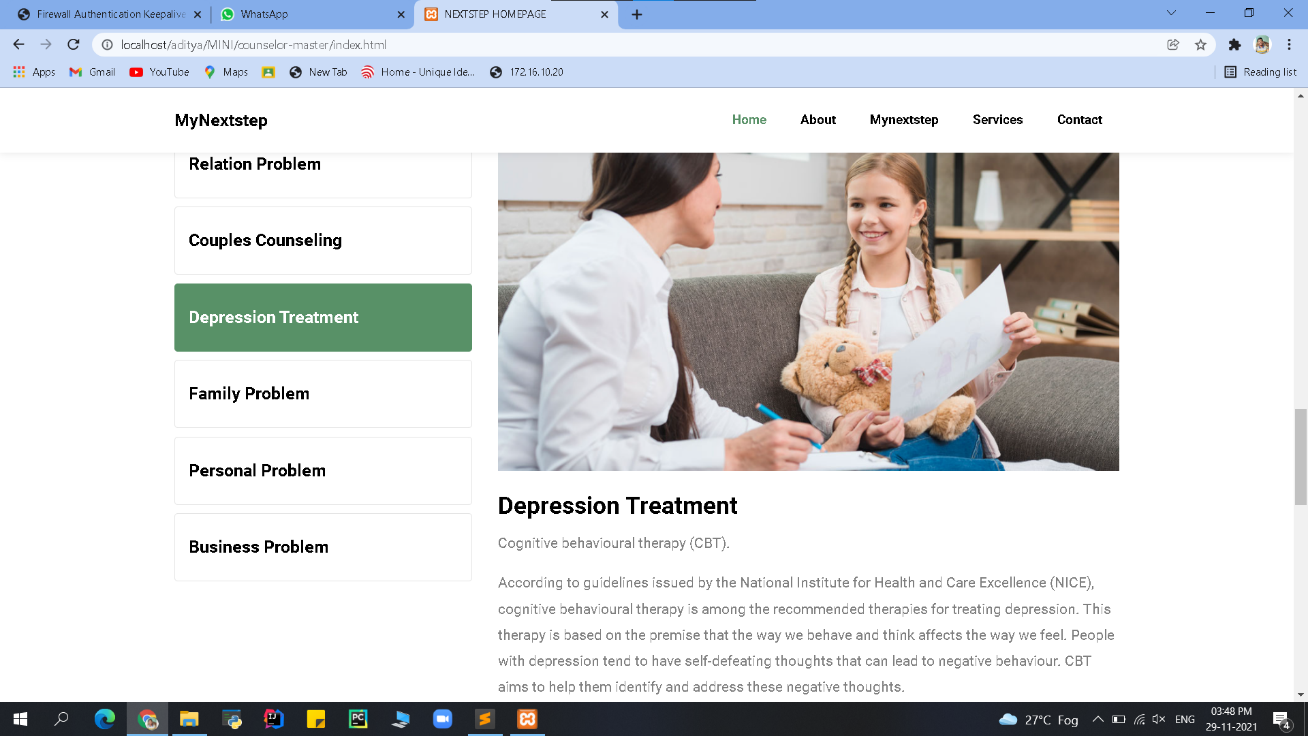 Firewall Authentication Keepalive
WhatsApp
NEXTSTEP HOMEPAGE
localhost/aditya/MINI/counselor-master/index.html
Apps
Gmail
YouTube
Maps
New Tab
Home - Unique Ide...
172.16.10.20
Reading list
MyNextstep
Home
About
Mynextstep
Services
Contact
Relation Problem
Couples Counseling
Depression Treatment
Family Problem
Personal Problem
Business Problem
Depression Treatment
Cognitive behavioural therapy (CBT).
According to guidelines issued by the National Institute for Health and Care Excellence (NICE),
cognitive behavioural therapy is among the recommended therapies for treating depression. This
therapy is based on the premise that the way we behave and think affects the way we feel. People
with depression tend to have self-defeating thoughts that can lead to negative behaviour. CBT
aims to help them identify and address these negative thoughts.
27°C Fog
ENG
03:48 PM
29-11-2021
4